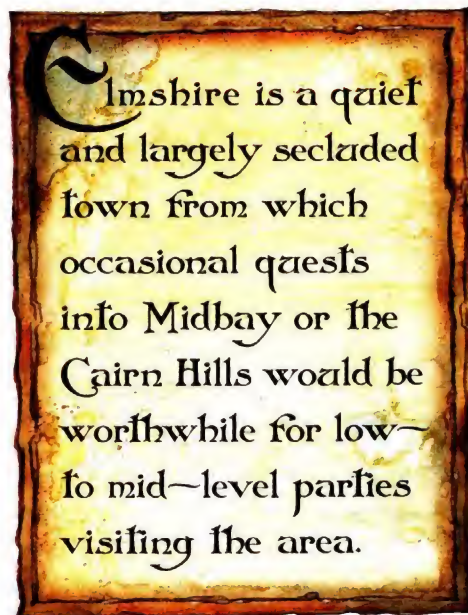 Elmshire is a quiet
and largely secluded
town from which
occasional quests
into Midbay or the
Cairn Hills would be
worthwhile for low-
to mid-level parties
visiting the area.